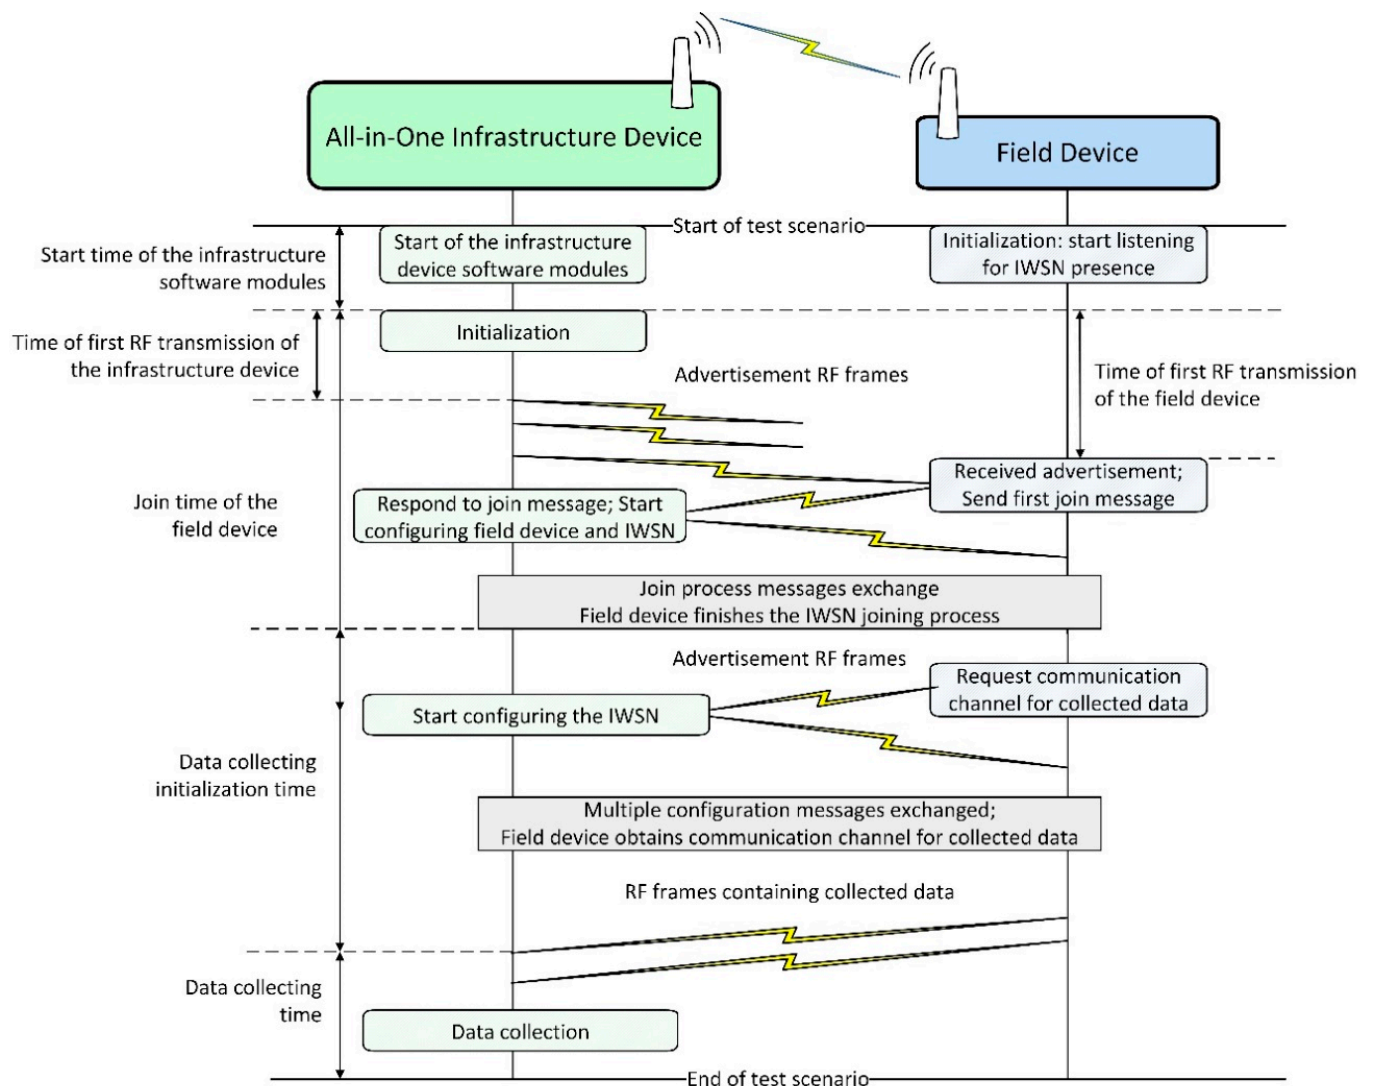 All-in-One Infrastructure Device
Field Device
Start of test scenario
Start time of the infrastructure
software modules
Start of the infrastructure
device software modules
Initialization: start listening
for IWSN presence
Time of first RF transmission of
the infrastructure device
Initialization
Advertisement RF frames
Time of first RF transmission
of the field device
Received advertisement;
Send first join message
Join time of the
field device
Respond to join message; Start
configuring field device and IWSN
Join process messages exchange
Field device finishes the IWSN joining process
Advertisement RF frames
Request communication
channel for collected data
Start configuring the IWSN
Data collecting
initialization time
Multiple configuration messages exchanged;
Field device obtains communication channel for collected data
RF frames containing collected data
Data collecting
time
Data collection
End of test scenario